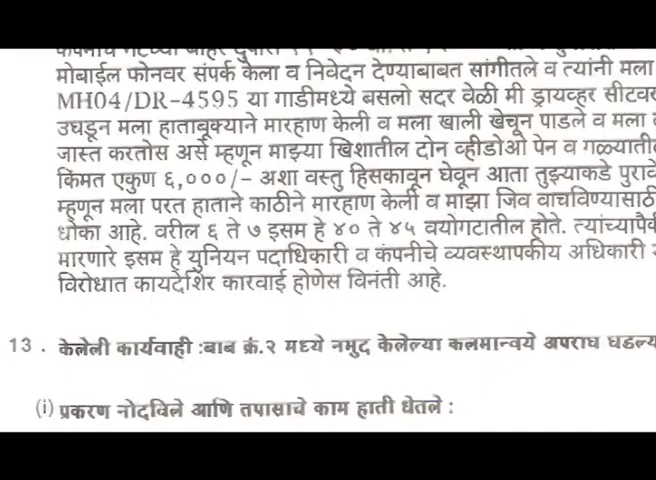 मोबाईल फोनवर संपर्क केला व निवेदन देण्याबाबत सांगीतले व त्यांनी मला
MH04/DR-4595 या गाडीमध्ये बसलो सदर वेळी मी ड्रायव्हर सीटवर
उघडून मला हाताबुक्याने मारहाण केली व मला खाली खेचून पाडले व मला
जास्त करतोस असे म्हणून माझ्या खिशातील दोन व्हीडीओ पेन व गळ्यातील
किंमत एकुण ६,०००/- अशा वस्तु हिसकावून घेवून आता तुझ्याकडे पुरावे
म्हणून मला परत हाताने काठीने मारहाण केली व माझा जिव वाचविण्यासाठी
धोका आहे. वरील ६ ते ७ इसम हे ४० ते ४५ वयोगटातील होते. त्यांच्यापैकी
मारणारे इसम हे युनियन पदाधिकारी व कंपनीचे व्यवस्थापकीय अधिकारी
विरोधात कायदेशिर कारवाई होणेस विनंती आहे.
13 . केलेली कार्यवाही :बाब क्रं.२ मध्ये नमुद केलेल्या कलमान्वये अपराध घडल्य
(i) प्रकरण नोदविले आणि तपासाचे काम हाती घेतले :